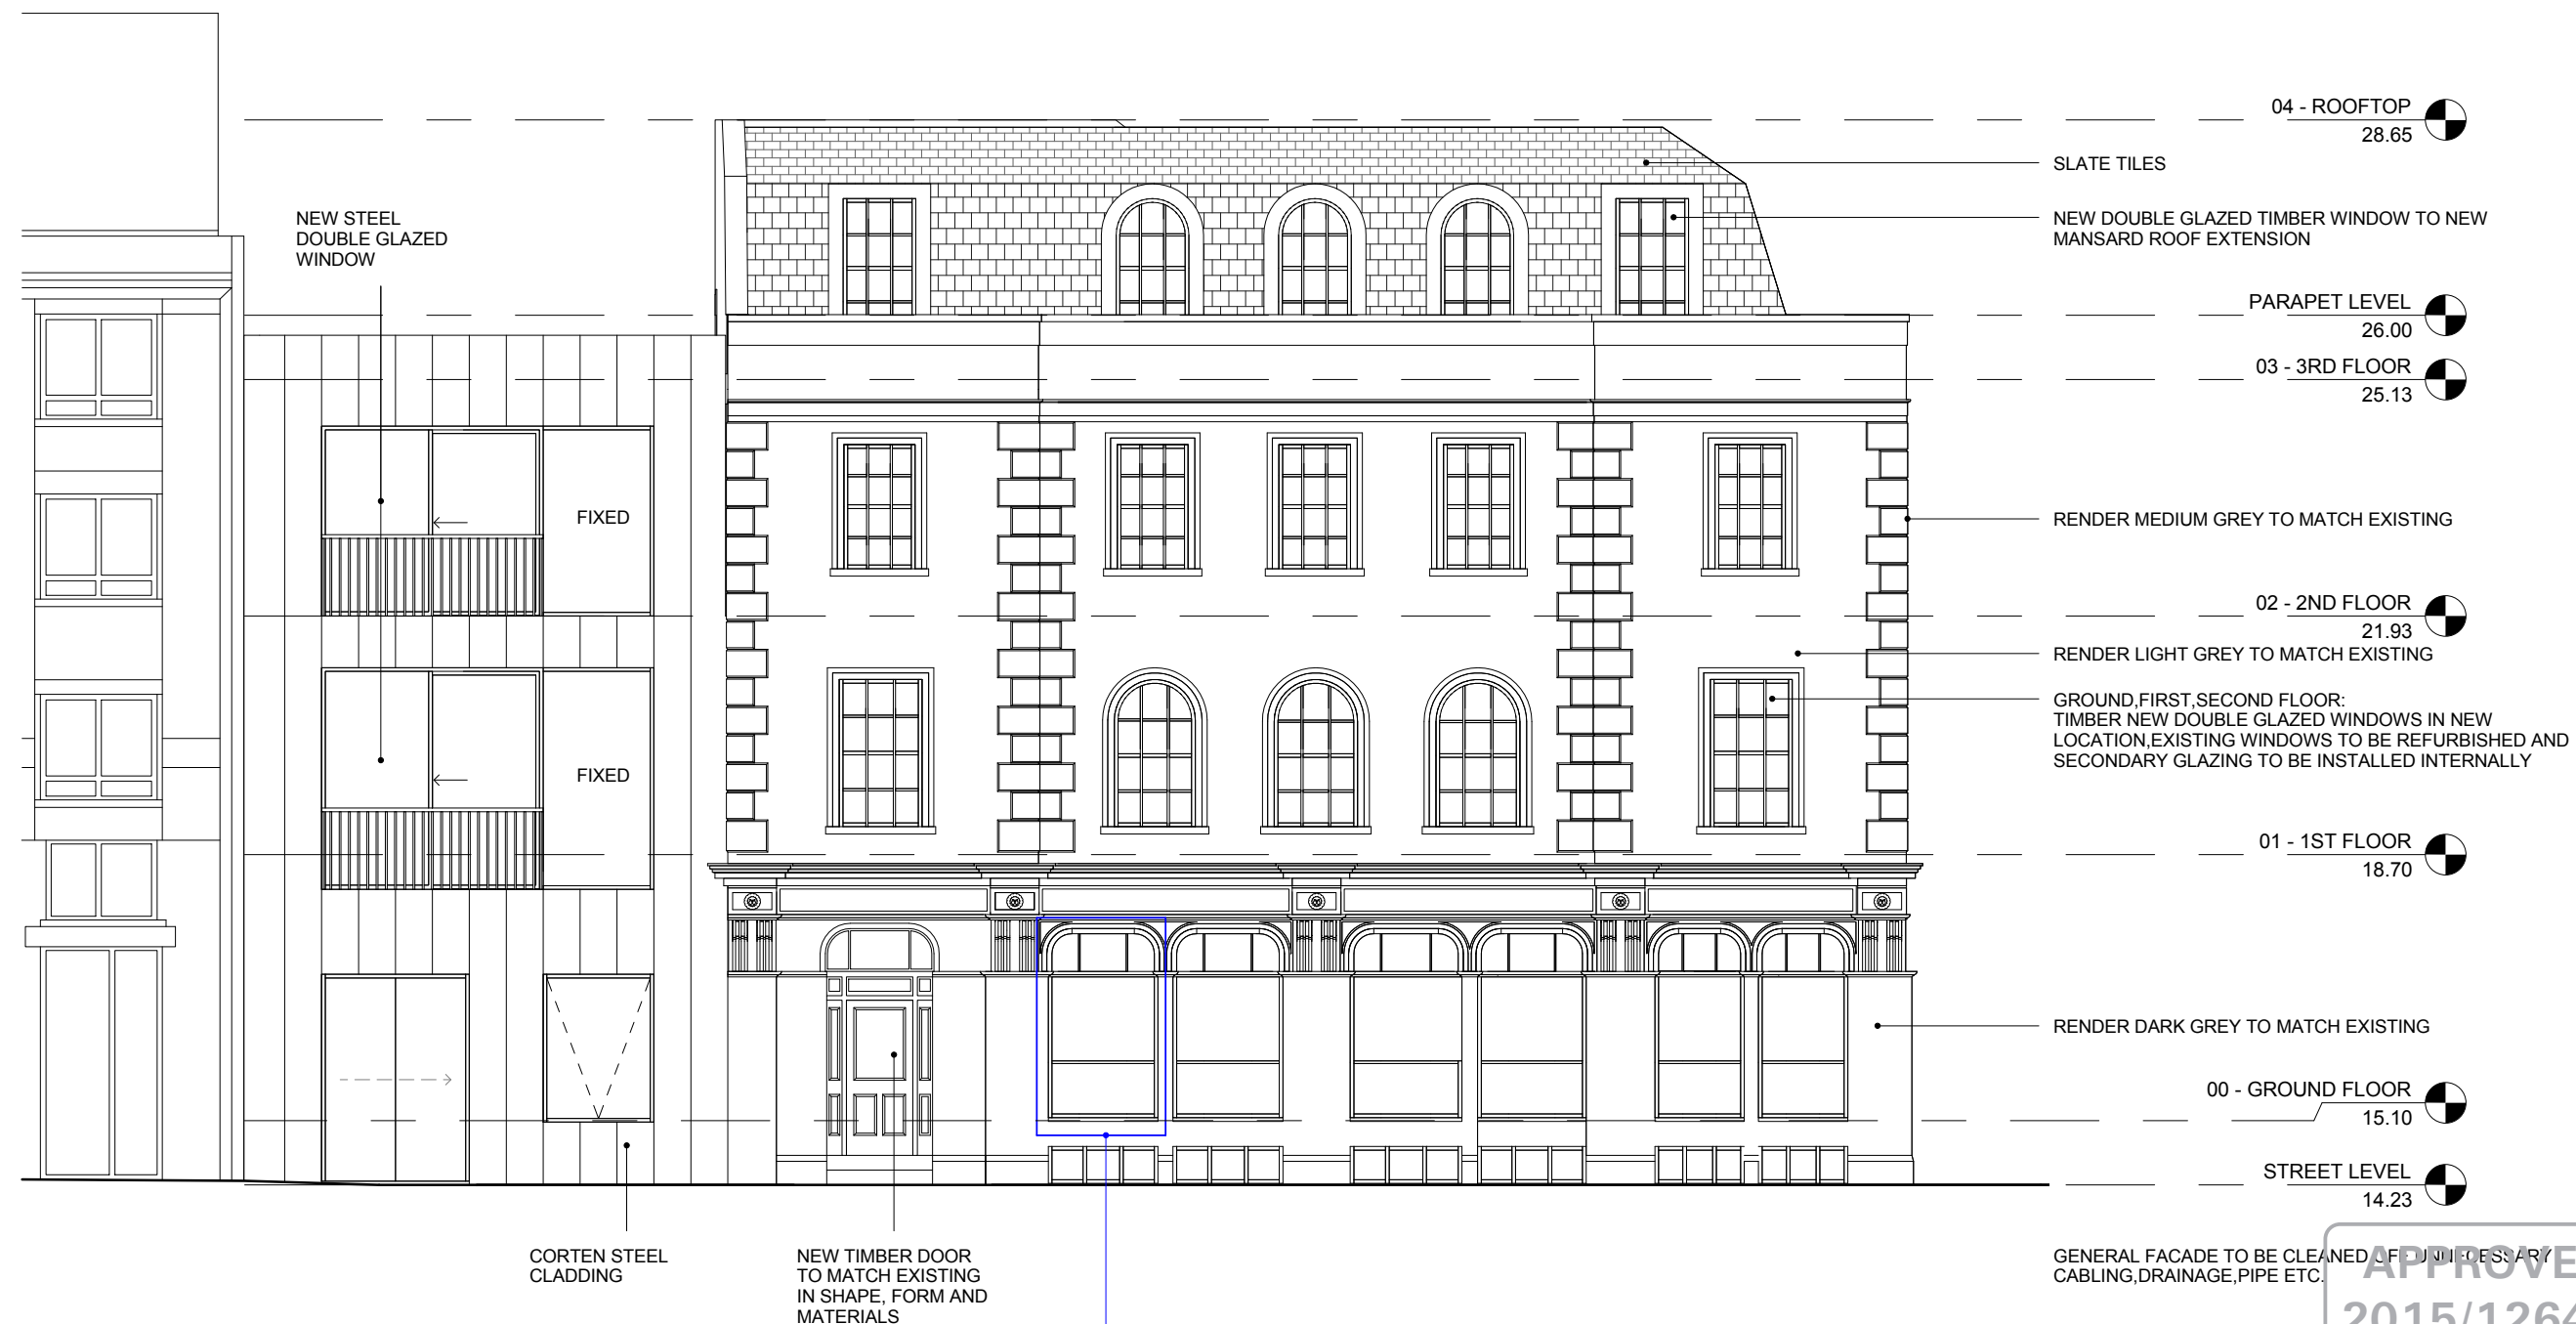 04 - ROOFTOP
28.65
SLATE TILES
NEW STEEL
DOUBLE GLAZED
WINDOW
NEW DOUBLE GLAZED TIMBER WINDOW TO NEW
MANSARD ROOF EXTENSION
PARAPET LEVEL
26.00
03 - 3RD FLOOR
25.13
FIXED
RENDER MEDIUM GREY TO MATCH EXISTING
02 - 2ND FLOOR
21.93
RENDER LIGHT GREY TO MATCH EXISTING
GROUND,FIRST,SECOND FLOOR:
TIMBER NEW DOUBLE GLAZED WINDOWS IN NEW
LOCATION,EXISTING WINDOWS TO BE REFURBISHED AND
SECONDARY GLAZING TO BE INSTALLED INTERNALLY
FIXED
01 - 1ST FLOOR
18.70
RENDER DARK GREY TO MATCH EXISTING
00 - GROUND FLOOR
15.10
STREET LEVEL
14.23
CORTEN STEEL
CLADDING
NEW TIMBER DOOR
TO MATCH EXISTING
IN SHAPE, FORM AND
MATERIALS
GENERAL FACADE TO BE CLEANED OFF UNNECESSARY
CABLING,DRAINAGE,PIPE ETC.
APPROVE
2015/1264